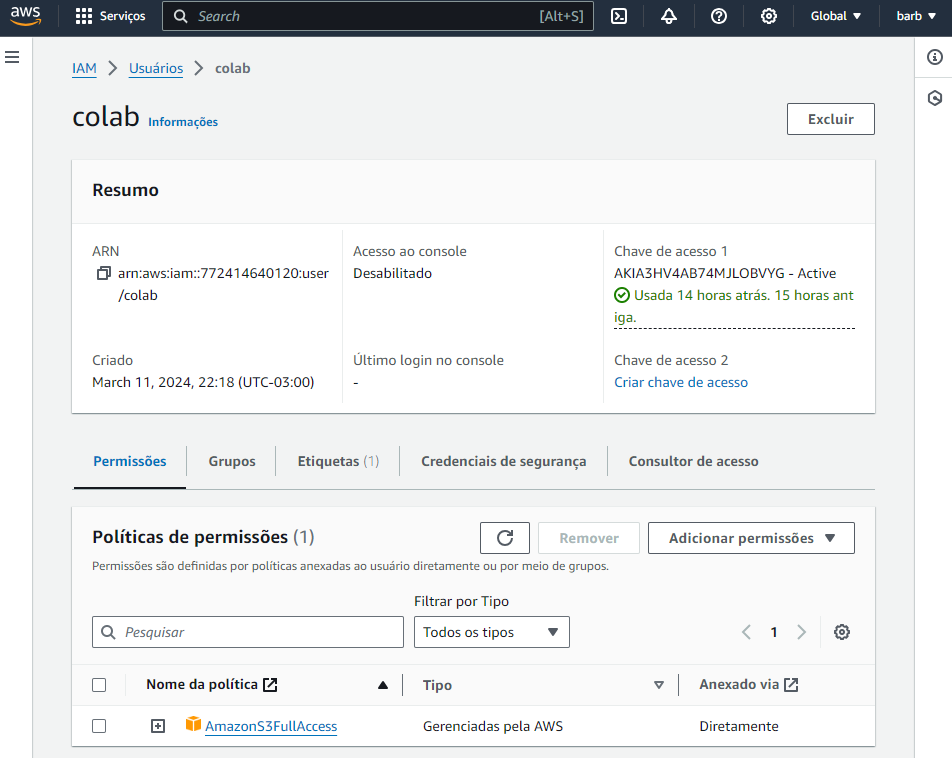 aws
Serviços
Search
[Alt+S]
Global
barb
IAM
Usuários
colab
colab
Informações
Excluir
Resumo
ARN
arn:aws:iam::772414640120:user
/colab
Criado
March 11, 2024, 22:18 (UTC-03:00)
Acesso ao console
Desabilitado
Último login no console
-
Chave de acesso 1
AKIA3HV4AB74MJLOBVYG - Active
Usada 14 horas atrás. 15 horas ant
iga.
Chave de acesso 2
Criar chave de acesso
Permissões
Grupos
Etiquetas (1)
Credenciais de segurança
Consultor de acesso
Políticas de permissões (1)
Remover
Adicionar permissões
Permissões são definidas por políticas anexadas ao usuário diretamente ou por meio de grupos.
Filtrar por Tipo
Pesquisar
Todos os tipos
1
Nome da política
Tipo
Anexado via
AmazonS3FullAccess
Gerenciadas pela AWS
Diretamente